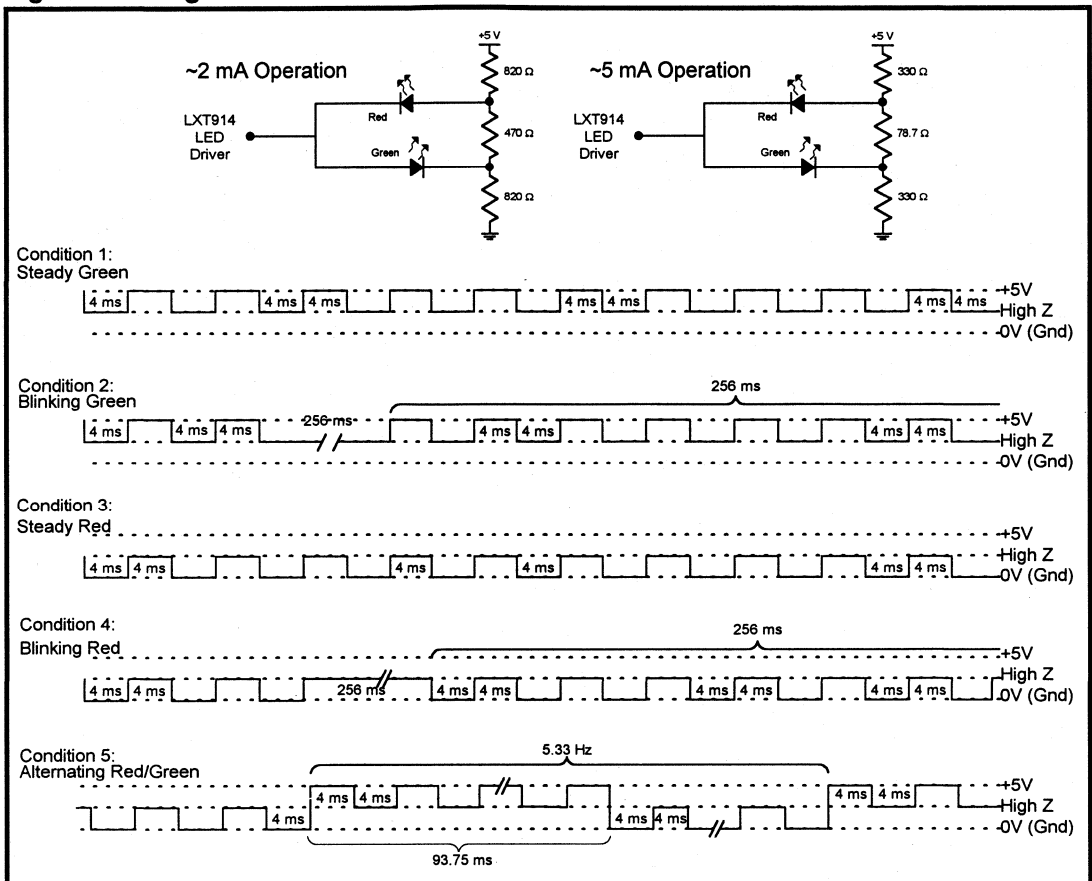 +5 V
~2 mA Operation
820 Ω
Red
LXT914
LED
Driver
470 Ω
Green
820 Ω
+5 V
~5 mA Operation
330 Ω
Red
LXT914
LED
Driver
78.7 Ω
Green
330 Ω
Condition 1:
Steady Green
4 ms 4 ms 4 ms 4 ms 4 ms 4 ms 4 ms
+5V
High Z
0V (Gnd)
Condition 2:
Blinking Green
256 ms
4 ms 4 ms 4 ms 256 ms 4 ms 4 ms 4 ms 4 ms
+5V
High Z
0V (Gnd)
Condition 3:
Steady Red
4 ms 4 ms 4 ms 4 ms 4 ms 4 ms
+5V
High Z
0V (Gnd)
Condition 4:
Blinking Red
256 ms
4 ms 4 ms 256 ms 4 ms 4 ms 4 ms 4 ms 4 ms 4 ms
+5V
High Z
0V (Gnd)
Condition 5:
Alternating Red/Green
5.33 Hz
4 ms 4 ms 4 ms 4 ms 4 ms 4 ms 4 ms
+5V
High Z
0V (Gnd)
93.75 ms